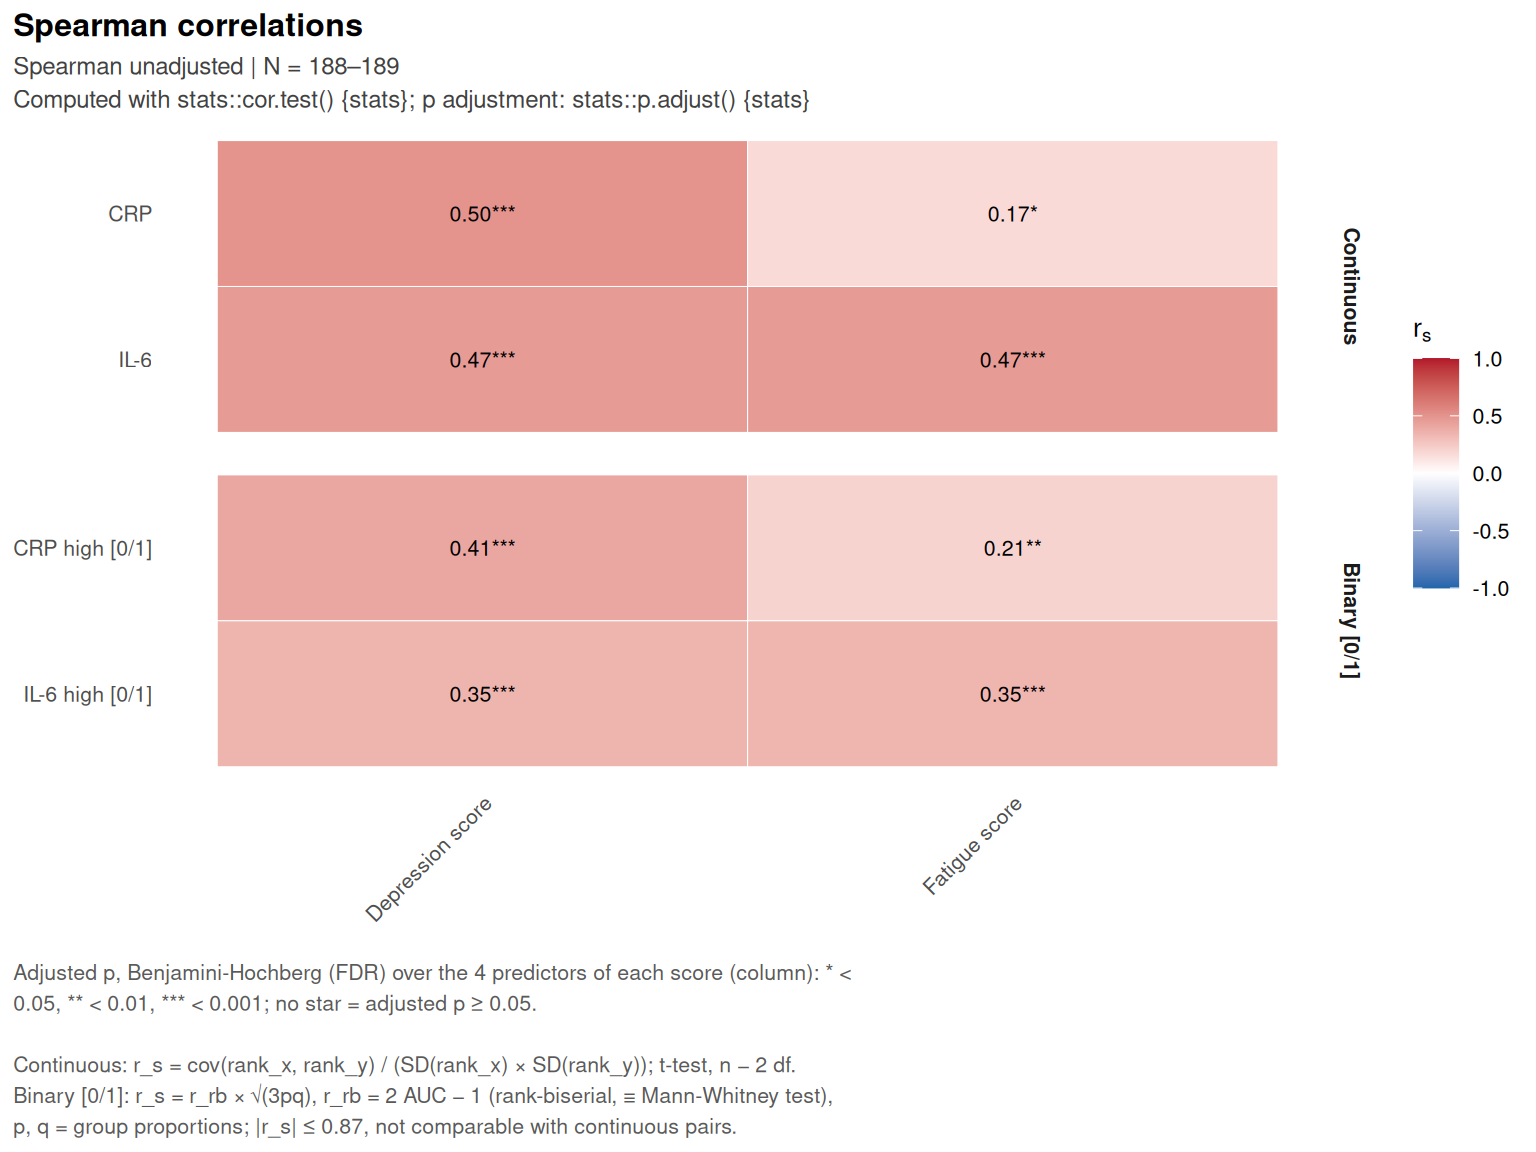 Spearman correlations
Spearman unadjusted | N = 188–189
Computed with stats::cor.test() {stats}; p adjustment: stats::p.adjust() {stats}
CRP
0.50***
0.17*
IL-6
0.47***
0.47***
Continuous
CRP high [0/1]
0.41***
0.21**
IL-6 high [0/1]
0.35***
0.35***
Binary [0/1]
r_s
1.0
0.5
0.0
-0.5
-1.0
Depression score
Fatigue score
Adjusted p, Benjamini-Hochberg (FDR) over the 4 predictors of each score (column): * <
0.05, ** < 0.01, *** < 0.001; no star = adjusted p ≥ 0.05.
Continuous: r_s = cov(rank_x, rank_y) / (SD(rank_x) × SD(rank_y)); t-test, n − 2 df.
Binary [0/1]: r_s = r_rb × √(3pq), r_rb = 2 AUC − 1 (rank-biserial, ≡ Mann-Whitney test),
p, q = group proportions; |r_s| ≤ 0.87, not comparable with continuous pairs.